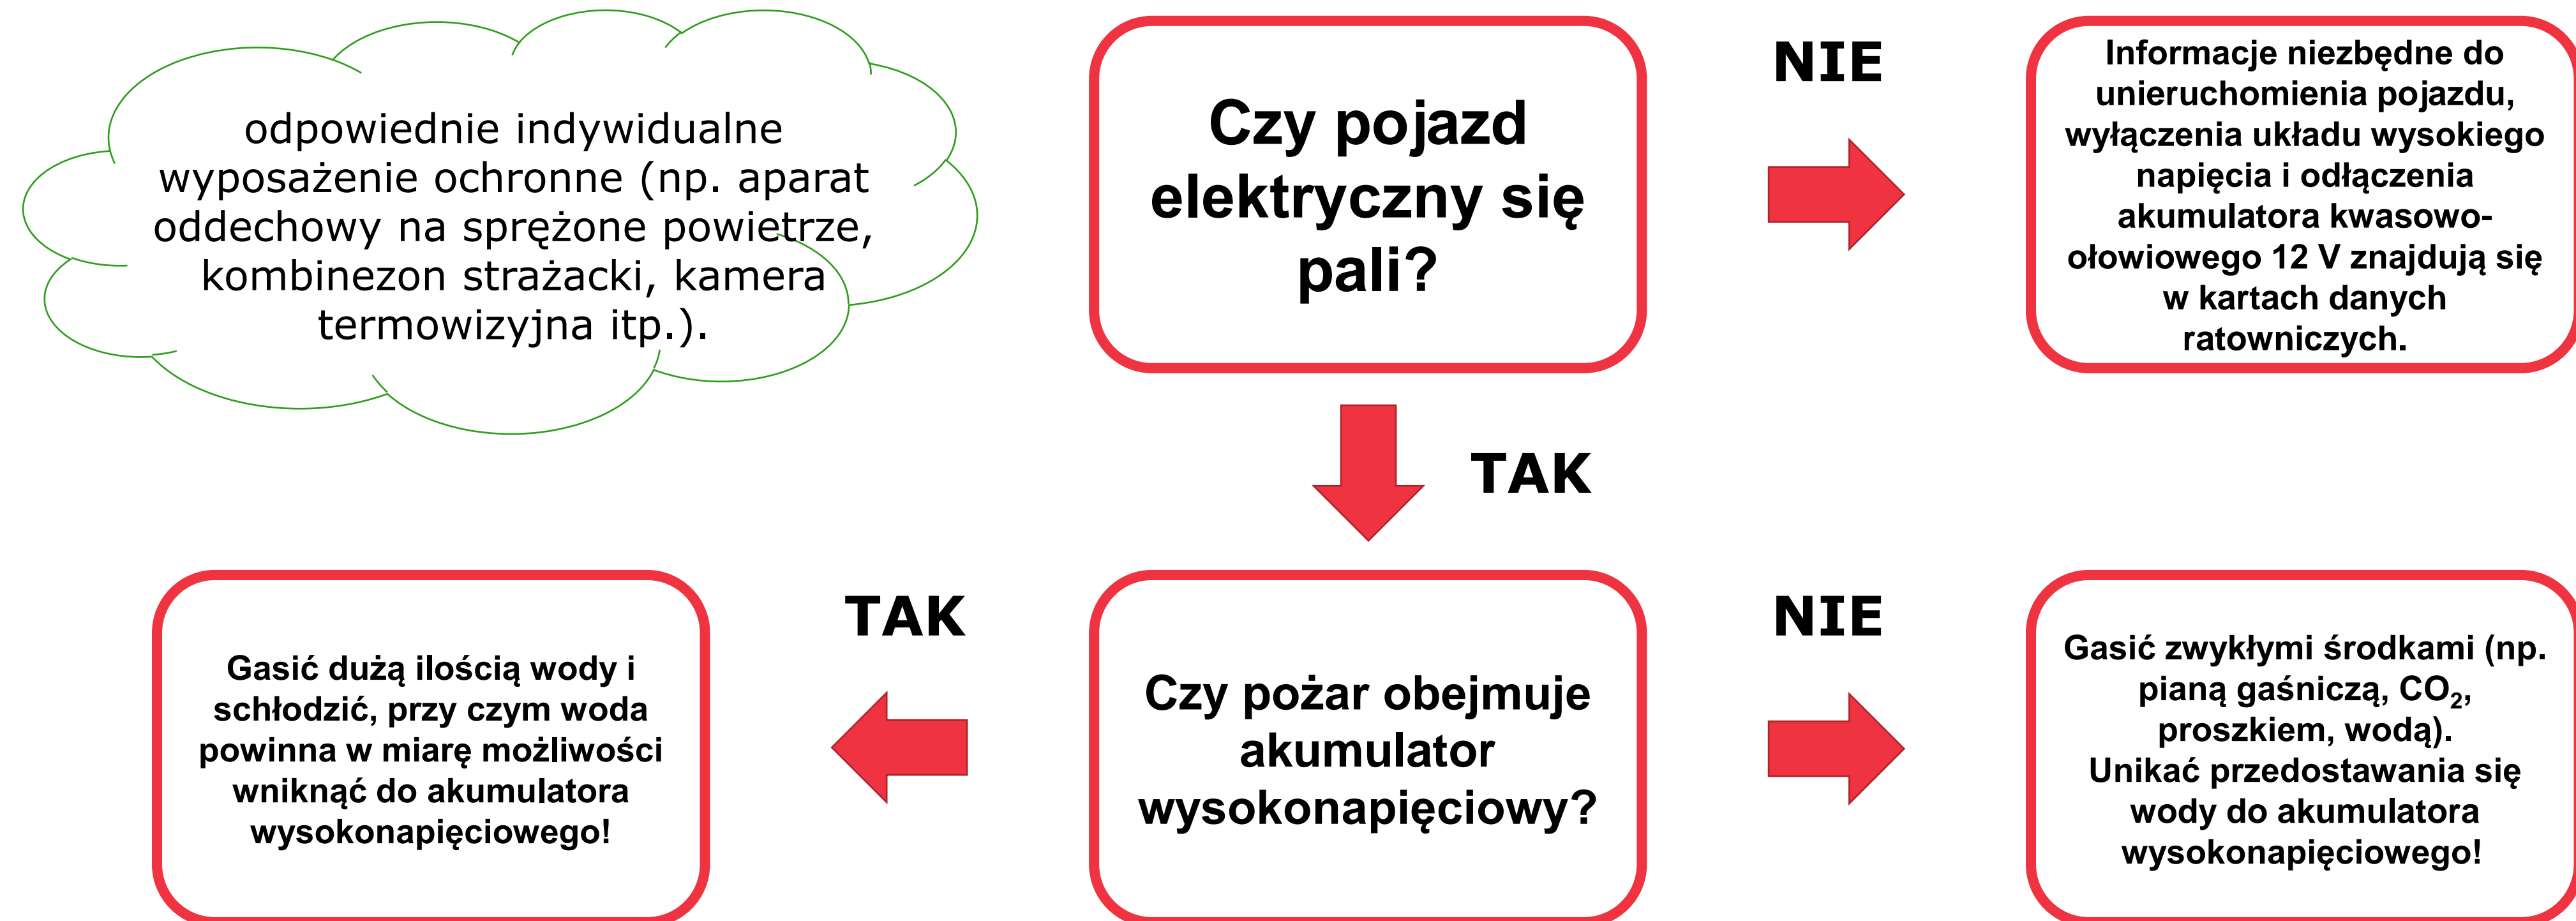 odpowiednie indywidualne
wyposażenie ochronne (np. aparat
oddechowy na sprężone powietrze,
kombinezon strażacki, kamera
termowizyjna itp.).
Czy pojazd
elektryczny się
pali?
NIE
Informacje niezbędne do
unieruchomienia pojazdu,
wyłączenia układu wysokiego
napięcia i odłączenia
akumulatora kwasowo-
ołowiowego 12 V znajdują się
w kartach danych
ratowniczych.
TAK
Gasić dużą ilością wody i
schłodzić, przy czym woda
powinna w miarę możliwości
wniknąć do akumulatora
wysokonapięciowego!
TAK
Czy pożar obejmuje
akumulator
wysokonapięciowy?
NIE
Gasić zwykłymi środkami (np.
pianą gaśniczą, CO₂,
proszkiem, wodą).
Unikać przedostawania się
wody do akumulatora
wysokonapięciowego!